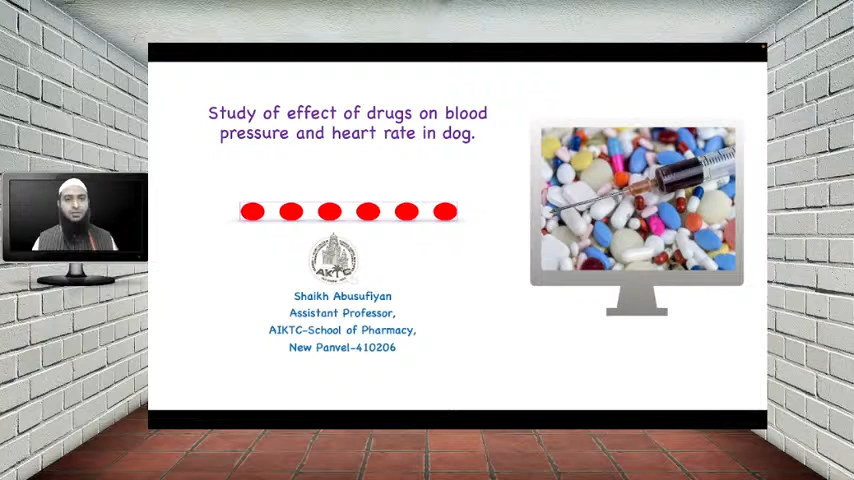 Study of effect of drugs on blood
pressure and heart rate in dog.
AKTC
Shaikh Abusufiyan
Assistant Professor,
AIKTC-School of Pharmacy,
New Panvel-410206